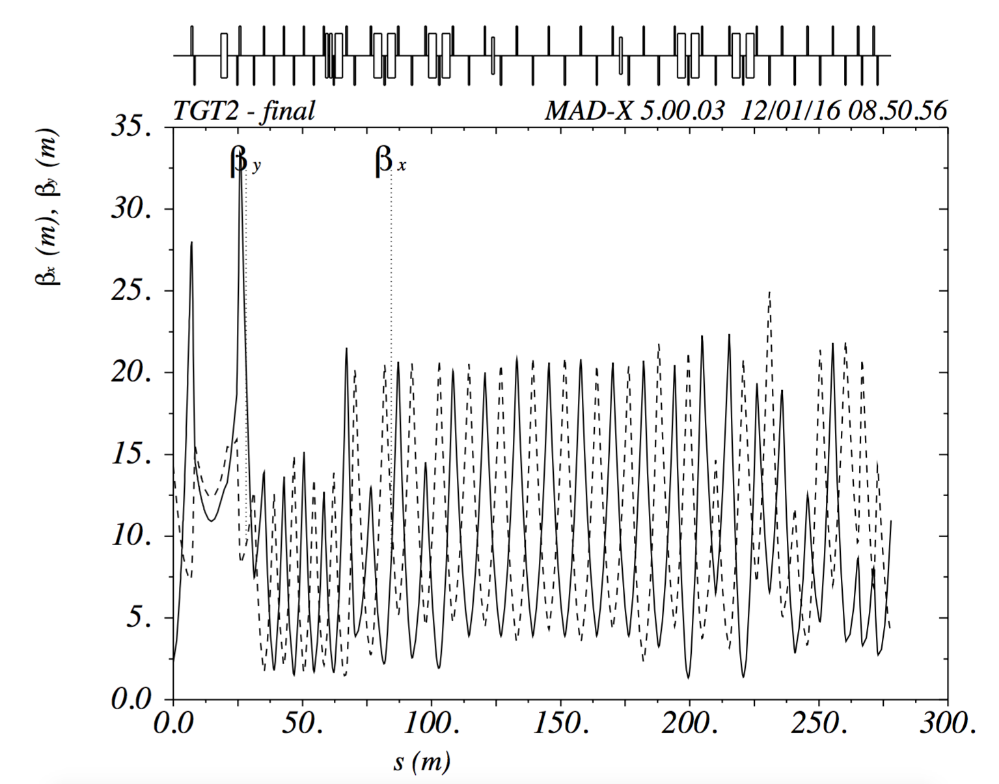 TGT2 - final MAD-X 5.00.03 12/01/16 08.50.56
βx (m), βy (m)
35.
30.
25.
20.
15.
10.
5.
0.0
βy βx
0.0 50. 100. 150. 200. 250. 300.
s (m)